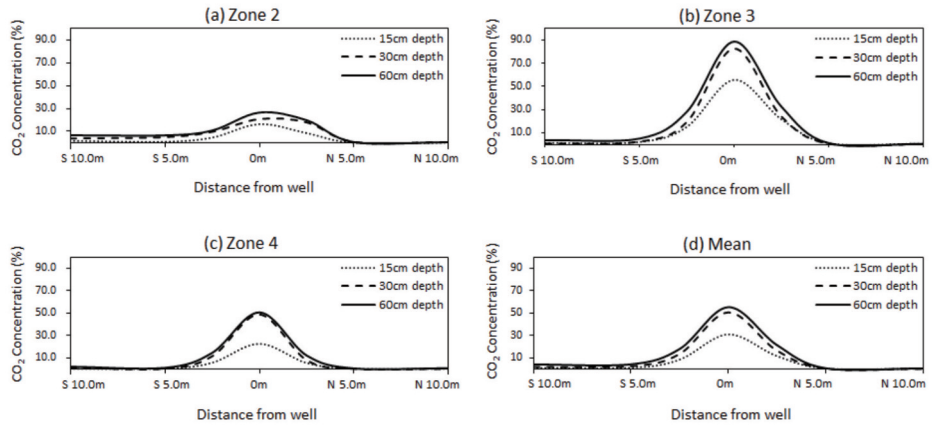 (a) Zone 2
CO2 Concentration (%)
90.0
70.0
50.0
30.0
10.0
15cm depth
30cm depth
60cm depth
S 10.0m
S 5.0m
0m
N 5.0m
N 10.0m
Distance from well
(b) Zone 3
CO2 Concentration (%)
90.0
70.0
50.0
30.0
10.0
15cm depth
30cm depth
60cm depth
S 10.0m
S 5.0m
0m
N 5.0m
N 10.0m
Distance from well
(c) Zone 4
CO2 Concentration (%)
90.0
70.0
50.0
30.0
10.0
15cm depth
30cm depth
60cm depth
S 10.0m
S 5.0m
0m
N 5.0m
N 10.0m
Distance from well
(d) Mean
CO2 Concentration (%)
90
70
50
30
10
15cm depth
30cm depth
60cm depth
S 10.0m
S 5.0m
0m
N 5.0m
N 10.0m
Distance from well